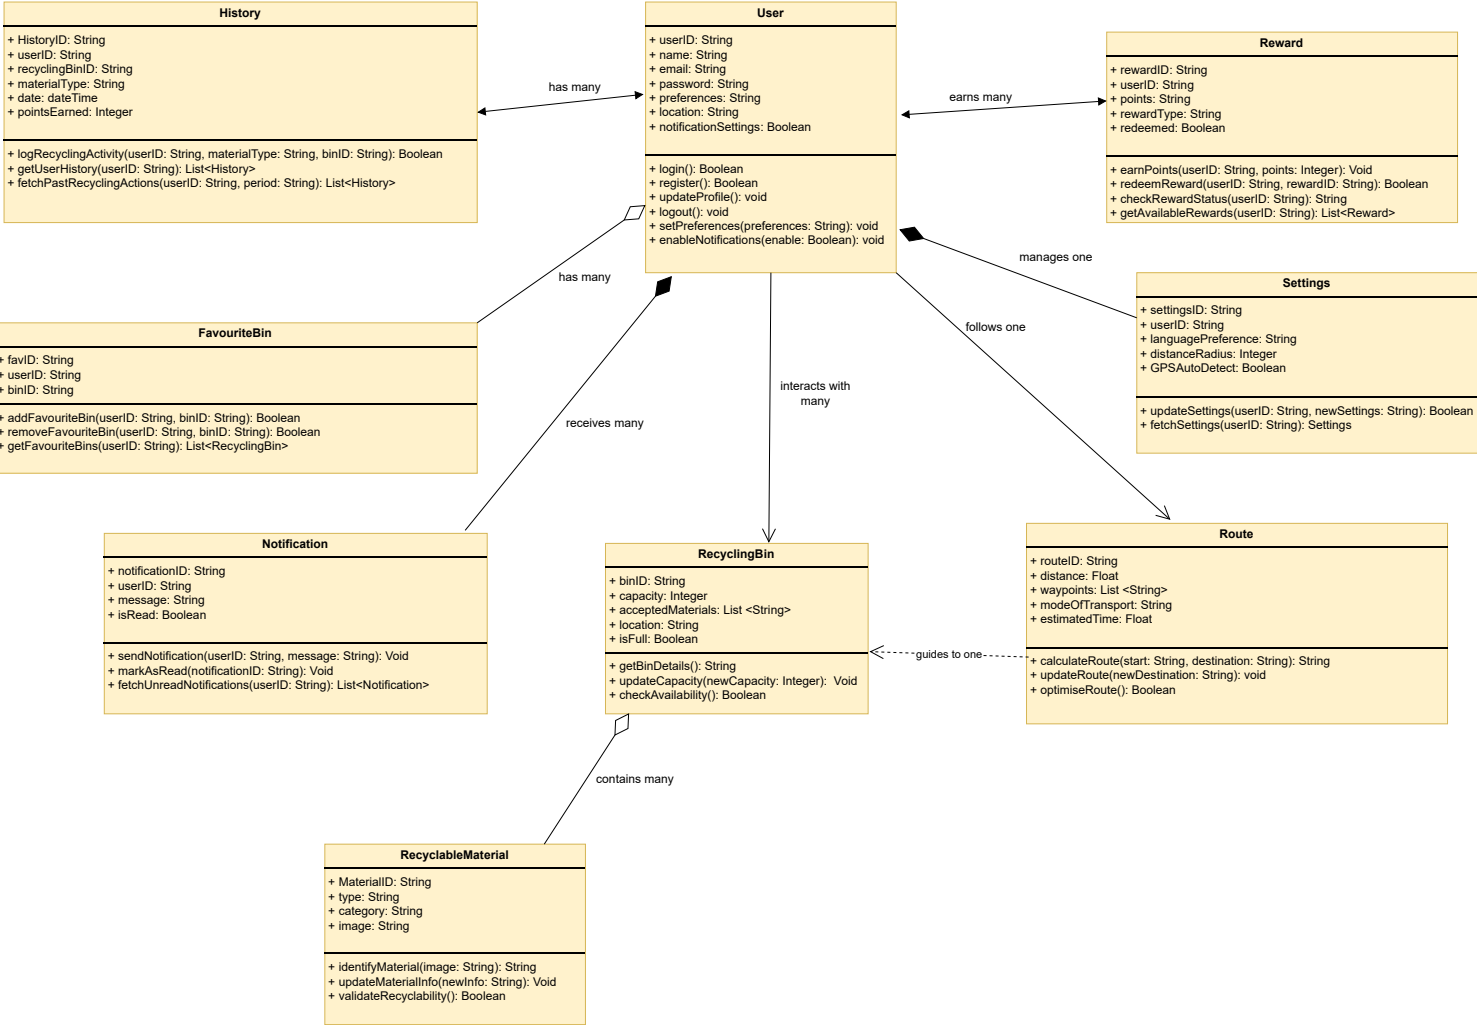 History
+ HistoryID: String
+ userID: String
+ recyclingBinID: String
+ materialType: String
+ date: dateTime
+ pointsEarned: Integer
+ logRecyclingActivity(userID: String, materialType: String, binID: String): Boolean
+ getUserHistory(userID: String): List<History>
+ fetchPastRecyclingActions(userID: String, period: String): List<History>
has many
User
+ userID: String
+ name: String
+ email: String
+ password: String
+ preferences: String
+ location: String
+ notificationSettings: Boolean
+ login(): Boolean
+ register(): Boolean
+ updateProfile(): void
+ logout(): void
+ setPreferences(preferences: String): void
+ enableNotifications(enable: Boolean): void
earns many
Reward
+ rewardID: String
+ userID: String
+ points: String
+ rewardType: String
+ redeemed: Boolean
+ earnPoints(userID: String, points: Integer): Void
+ redeemReward(userID: String, rewardID: String): Boolean
+ checkRewardStatus(userID: String): String
+ getAvailableRewards(userID: String): List<Reward>
has many
manages one
FavouriteBin
+ favID: String
+ userID: String
+ binID: String
+ addFavouriteBin(userID: String, binID: String): Boolean
+ removeFavouriteBin(userID: String, binID: String): Boolean
+ getFavouriteBins(userID: String): List<RecyclingBin>
receives many
interacts with
many
follows one
Settings
+ settingsID: String
+ userID: String
+ languagePreference: String
+ distanceRadius: Integer
+ GPSAutoDetect: Boolean
+ updateSettings(userID: String, newSettings: String): Boolean
+ fetchSettings(userID: String): Settings
Notification
+ notificationID: String
+ userID: String
+ message: String
+ isRead: Boolean
+ sendNotification(userID: String, message: String): Void
+ markAsRead(notificationID: String): Void
+ fetchUnreadNotifications(userID: String): List<Notification>
RecyclingBin
+ binID: String
+ capacity: Integer
+ acceptedMaterials: List <String>
+ location: String
+ isFull: Boolean
+ getBinDetails(): String
+ updateCapacity(newCapacity: Integer): Void
+ checkAvailability(): Boolean
guides to one
Route
+ routeID: String
+ distance: Float
+ waypoints: List <String>
+ modeOfTransport: String
+ estimatedTime: Float
+ calculateRoute(start: String, destination: String): String
+ updateRoute(newDestination: String): void
+ optimiseRoute(): Boolean
contains many
RecyclableMaterial
+ MaterialID: String
+ type: String
+ category: String
+ image: String
+ identifyMaterial(image: String): String
+ updateMaterialInfo(newInfo: String): Void
+ validateRecyclability(): Boolean